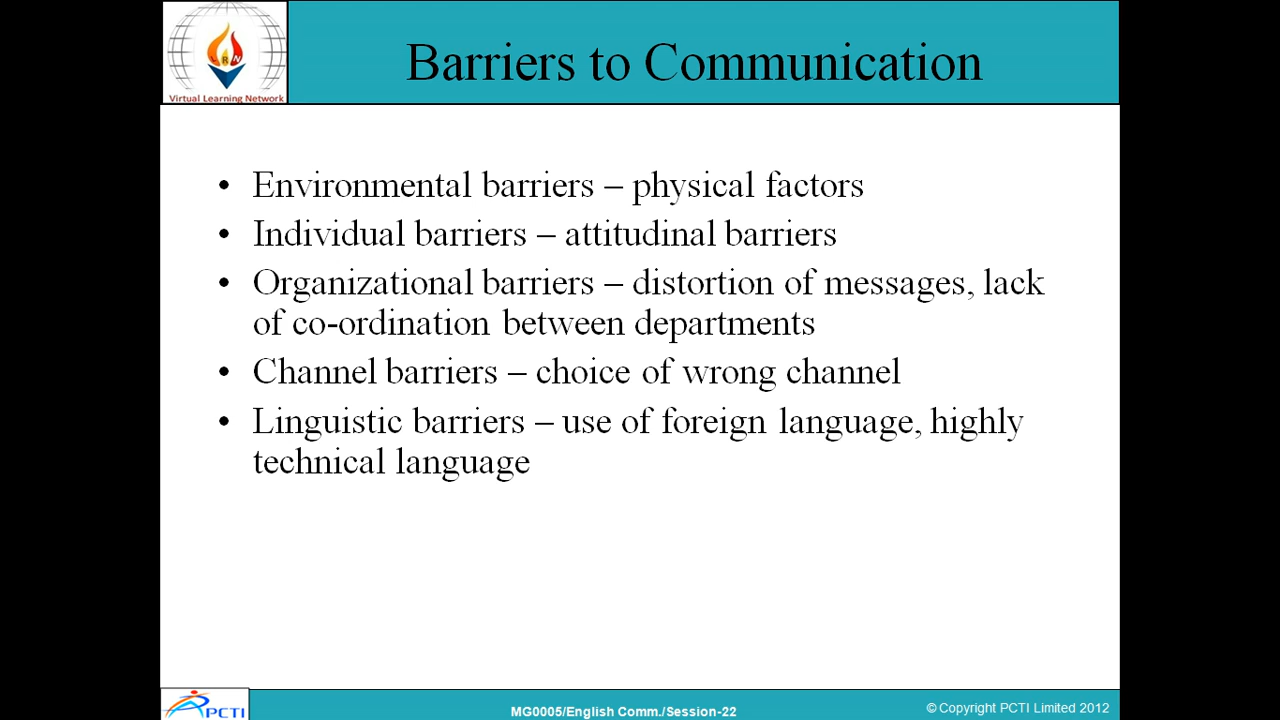 Barriers to Communication
Virtual Learning Network
• Environmental barriers – physical factors
• Individual barriers – attitudinal barriers
• Organizational barriers – distortion of messages, lack
of co-ordination between departments
• Channel barriers – choice of wrong channel
• Linguistic barriers – use of foreign language, highly
technical language
PCTI
MG0005/English Comm./Session-22
© Copyright PCTI Limited 2012